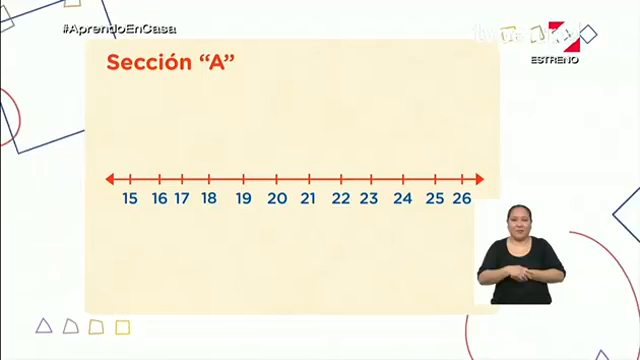 #AprendoEnCasa
ESTRENO
Sección “A”
15 16 17 18 19 20 21 22 23 24 25 26